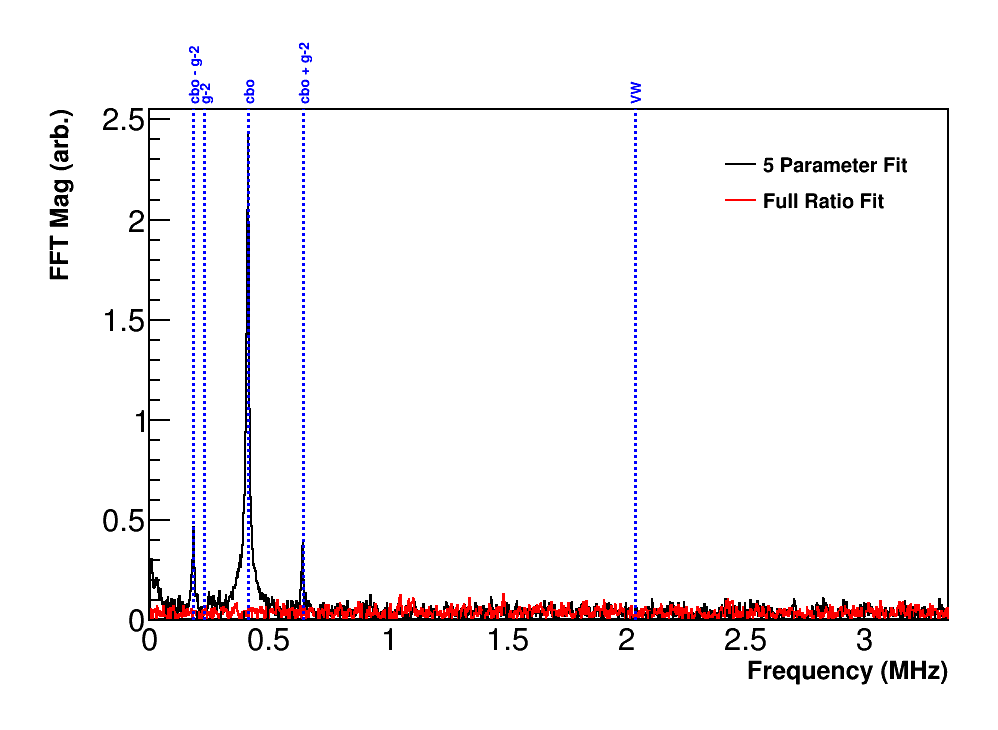 cbo - g-2
g-2
cbo
cbo + g-2
VW
FFT Mag (arb.)
2.5
2
1.5
1
0.5
0
5 Parameter Fit
Full Ratio Fit
0
0.5
1
1.5
2
2.5
3
Frequency (MHz)